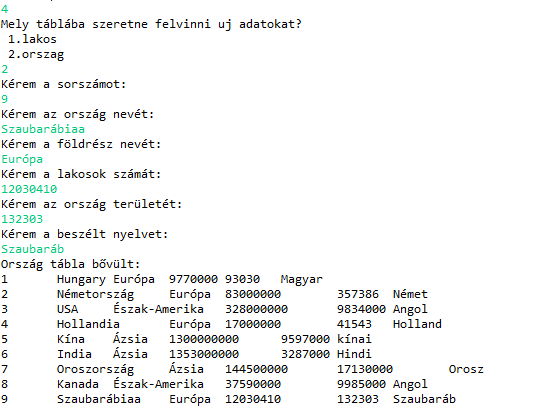 4
Mely táblába szeretne felvinni uj adatokat?
1.lakos
2.orszag
2
Kérem a sorszámot:
9
Kérem az ország nevét:
Szaubarábiaa
Kérem a földrész nevét:
Európa
Kérem a lakosok számát:
12030410
Kérem az ország területét:
132303
Kérem a beszélt nyelvet:
Szaubaráb
Ország tábla bővült:
1 Hungary Európa 9770000 93030 Magyar
2 Németország Európa 83000000 357386 Német
3 USA Észak-Amerika 328000000 9834000 Angol
4 Hollandia Európa 17000000 41543 Holland
5 Kína Ázsia 1300000000 9597000 kínai
6 India Ázsia 1353000000 3287000 Hindi
7 Oroszország Ázsia 144500000 17130000 Orosz
8 Kanada Észak-Amerika 37590000 9985000 Angol
9 Szaubarábiaa Európa 12030410 132303 Szaubaráb